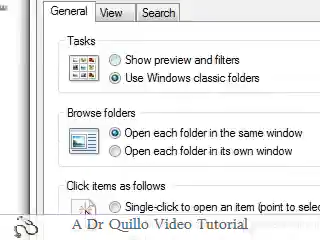 General View Search
Tasks
Show preview and filters
Use Windows classic folders
Browse folders
Open each folder in the same window
Open each folder in its own window
Click items as follows
Single-click to open an item (point to select
A Dr Quillo Video Tutorial